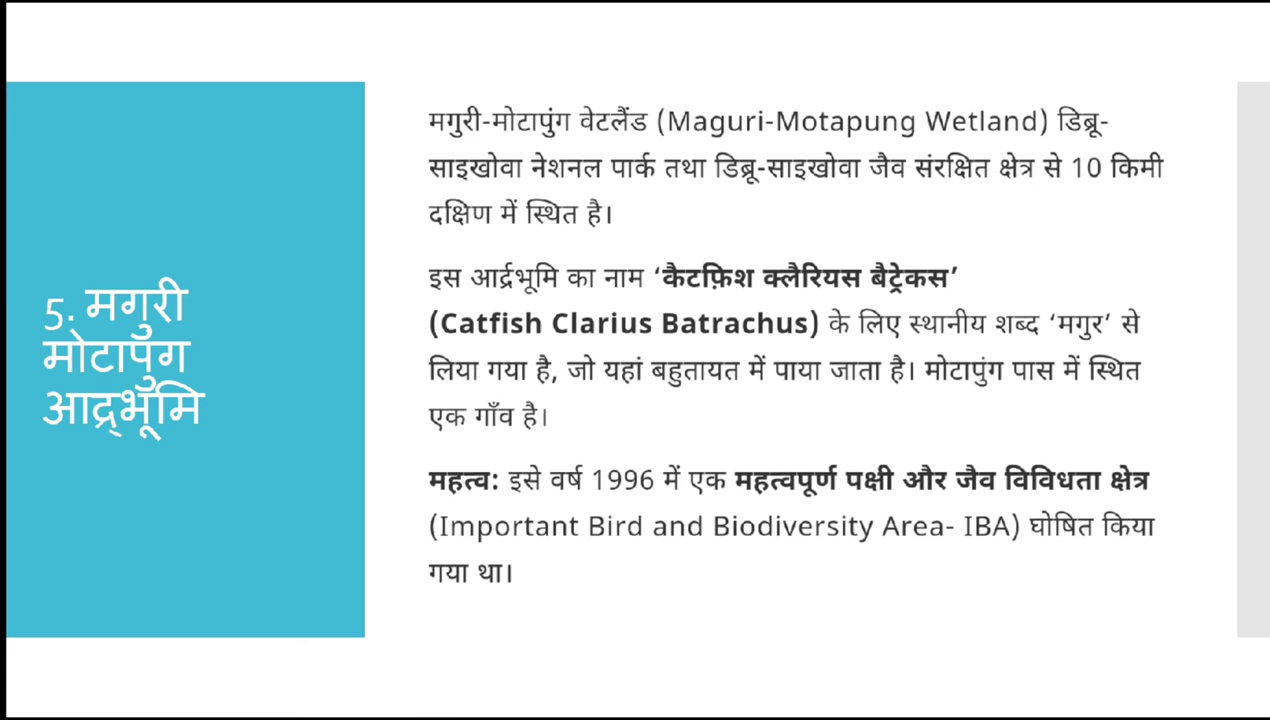 5. मगुरी
मोटापुंग
आद्र्भूमि
मगुरी-मोटापुंग वेटलैंड (Maguri-Motapung Wetland) डिब्रू-
साइखोवा नेशनल पार्क तथा डिब्रू-साइखोवा जैव संरक्षित क्षेत्र से 10 किमी
दक्षिण में स्थित है।
इस आर्द्रभूमि का नाम ‘कैटफ़िश क्लैरियस बैट्रेकस’
(Catfish Clarius Batrachus) के लिए स्थानीय शब्द ‘मगुर’ से
लिया गया है, जो यहां बहुतायत में पाया जाता है। मोटापुंग पास में स्थित
एक गाँव है।
महत्व: इसे वर्ष 1996 में एक महत्वपूर्ण पक्षी और जैव विविधता क्षेत्र
(Important Bird and Biodiversity Area- IBA) घोषित किया
गया था।